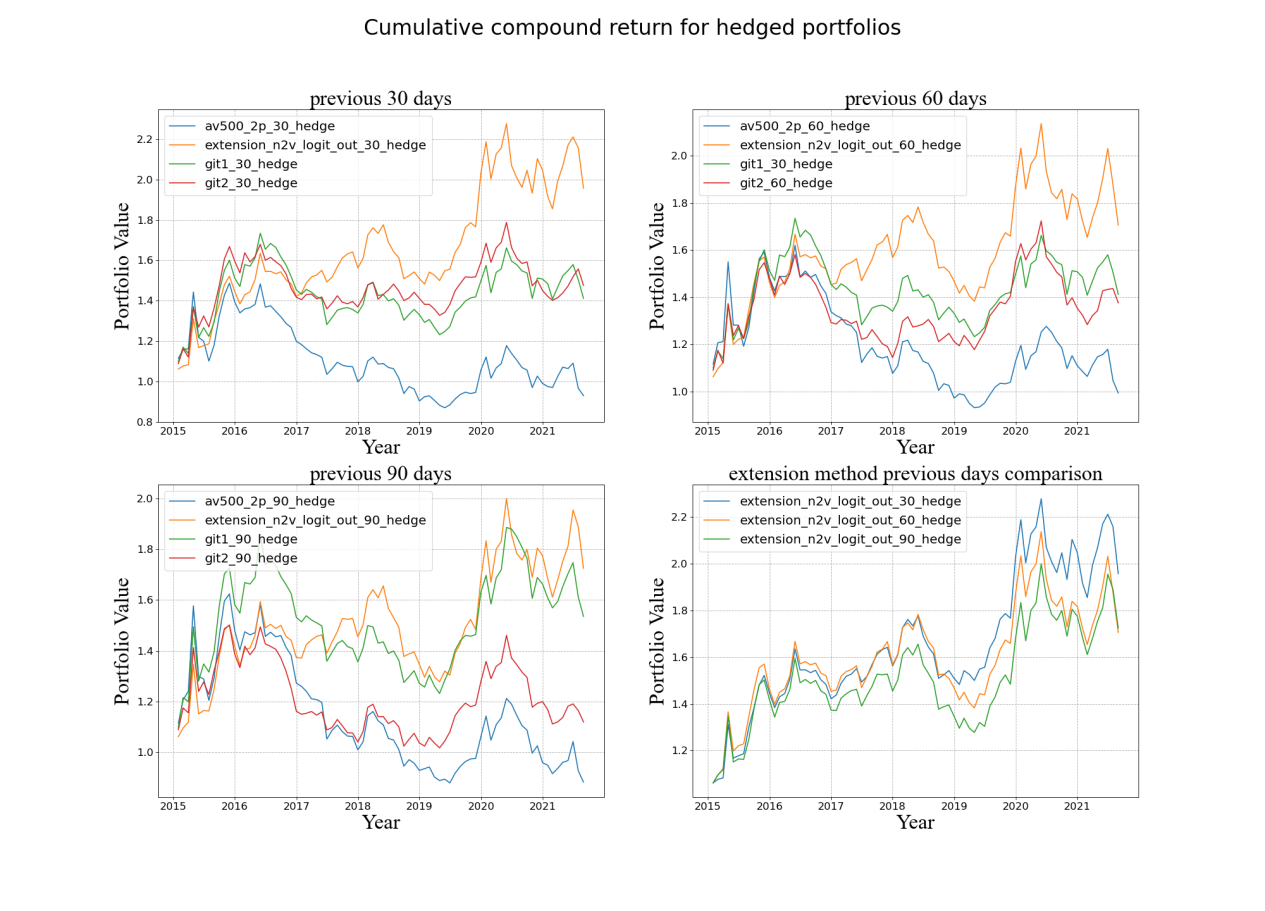 Cumulative compound return for hedged portfolios
previous 30 days
Portfolio Value
2.2
2.0
1.8
1.6
1.4
1.2
1.0
0.8
av500_2p_30_hedge
extension_n2v_logit_out_30_hedge
git1_30_hedge
git2_30_hedge
2015 2016 2017 2018 2019 2020 2021
Year
previous 60 days
Portfolio Value
2.0
1.8
1.6
1.4
1.2
1.0
av500_2p_60_hedge
extension_n2v_logit_out_60_hedge
git1_30_hedge
git2_60_hedge
2015 2016 2017 2018 2019 2020 2021
Year
previous 90 days
Portfolio Value
2.0
1.8
1.6
1.4
1.2
1.0
av500_2p_90_hedge
extension_n2v_logit_out_90_hedge
git1_90_hedge
git2_90_hedge
2015 2016 2017 2018 2019 2020 2021
Year
extension method previous days comparison
Portfolio Value
2.2
2.0
1.8
1.6
1.4
1.2
extension_n2v_logit_out_30_hedge
extension_n2v_logit_out_60_hedge
extension_n2v_logit_out_90_hedge
2015 2016 2017 2018 2019 2020 2021
Year